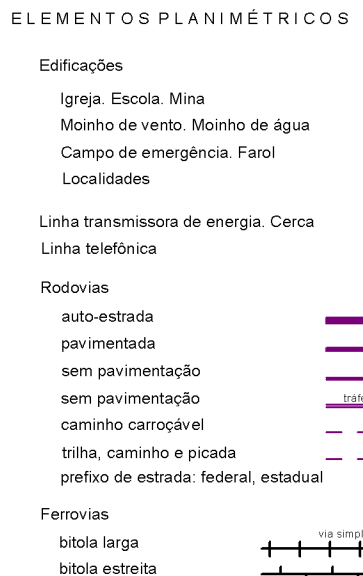 ELEMENTOS PLANIMÉTRICOS
Edificações
Igreja. Escola. Mina
Moinho de vento. Moinho de água
Campo de emergência. Farol
Localidades
Linha transmissora de energia. Cerca
Linha telefônica
Rodovias
auto-estrada
pavimentada
sem pavimentação
sem pavimentação
caminho carroçável
trilha, caminho e picada
prefixo de estrada: federal, estadual
Ferrovias
via
bitola larga
bitola estreita